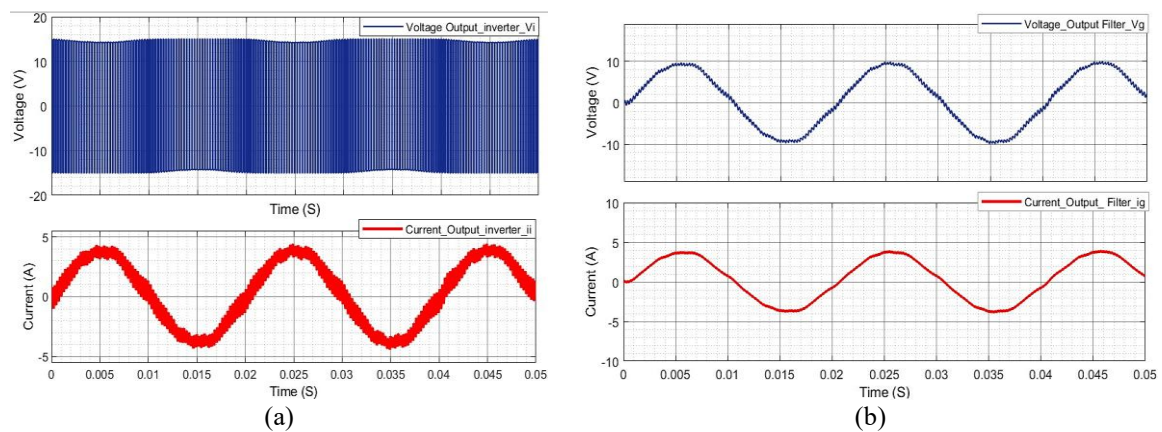 Voltage Output_inverter_Vi
20
10
0
-10
-20
Voltage (V)
Time (S)
Current_Output_inverter_ii
5
0
-5
Current (A)
0 0.005 0.01 0.015 0.02 0.025 0.03 0.035 0.04 0.045 0.05
Time (S)
(a)
Voltage_Output Filter_Vg
10
0
-10
Voltage (V)
Current_Output_ Filter_ig
10
5
0
-5
-10
Current (A)
0 0.005 0.01 0.015 0.02 0.025 0.03 0.035 0.04 0.045 0.05
Time (S)
(b)